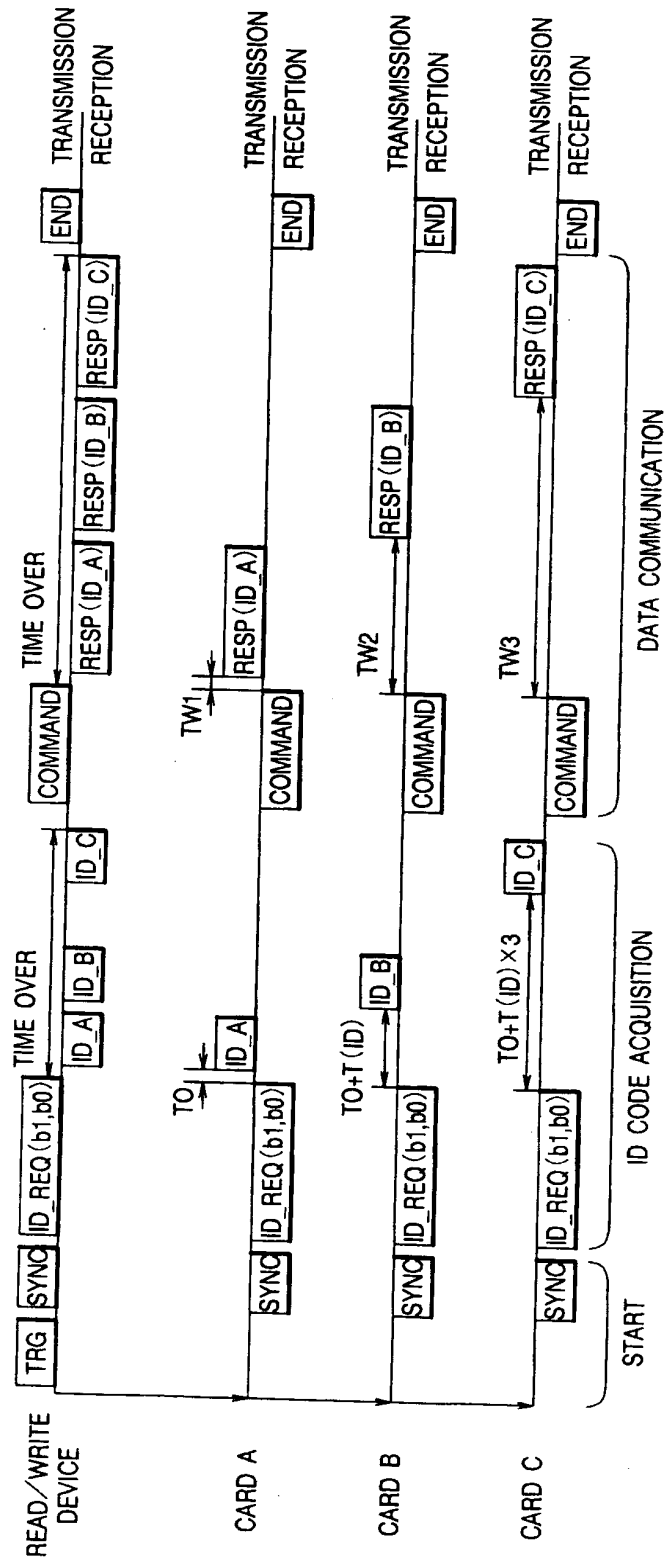 READ/WRITE
DEVICE
TRG
SYNC
ID_REQ(b1,b0)
TIME OVER
ID_A
ID_B
ID_C
COMMAND
TIME OVER
RESP(ID_A)
RESP(ID_B)
RESP(ID_C)
END
TRANSMISSION
RECEPTION
CARD A
SYNC
ID_REQ(b1,b0)
TO
ID_A
COMMAND
TW1
RESP(ID_A)
END
TRANSMISSION
RECEPTION
CARD B
SYNC
ID_REQ(b1,b0)
TO+T(ID)
ID_B
COMMAND
TW2
RESP(ID_B)
END
TRANSMISSION
RECEPTION
CARD C
SYNC
ID_REQ(b1,b0)
TO+T(ID)×3
ID_C
COMMAND
TW3
RESP(ID_C)
END
TRANSMISSION
RECEPTION
START
ID CODE ACQUISITION
DATA COMMUNICATION